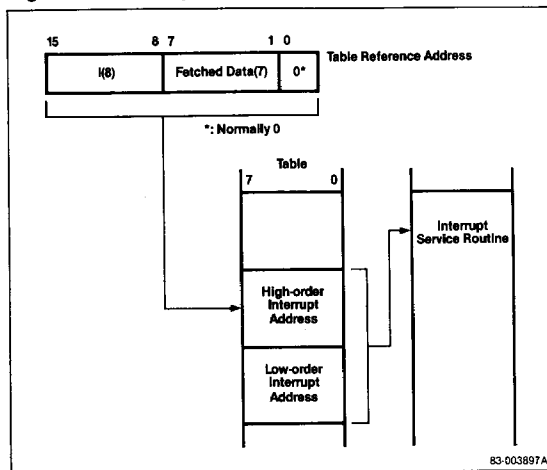 15 8 7 1 0
Table Reference Address
I(8) Fetched Data(7) 0*
*: Normally 0
Table
7 0
Interrupt
Service Routine
High-order
Interrupt
Address
Low-order
Interrupt
Address
83-003897A